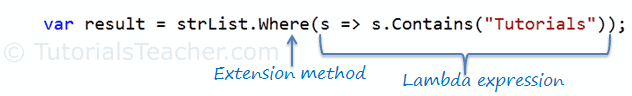 var result = strList.Where(s => s.Contains("Tutorials"));
© TutorialsTeacher.com
Extension method
Lambda expression